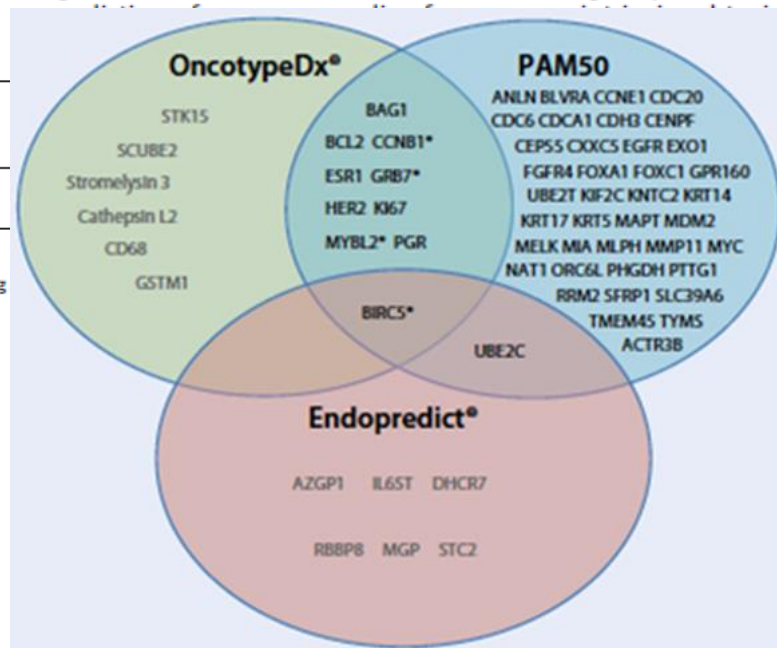 OncotypeDx®
STK15
SCUBE2
Stromelysin 3
Cathepsin L2
CD68
GSTM1
BAG1
BCL2 CCNB1*
ESR1 GRB7*
HER2 KI67
MYBL2* PGR
BIRC5*
PAM50
ANLN BLVRA CCNE1 CDC20
CDC6 CDCA1 CDH3 CENPF
CEP55 CXXC5 EGFR EXO1
FGFR4 FOXA1 FOXC1 GPR160
UBE2T KIF2C KNTC2 KRT14
KRT17 KRT5 MAPT MDM2
MELK MIA MLPH MMP11 MYC
NAT1 ORC6L PHGDH PTTG1
RRM2 SFRP1 SLC39A6
TMEM45 TYMS
ACTR3B
UBE2C
Endopredict®
AZGP1 IL6ST DHCR7
RBBP8 MGP STC2
g